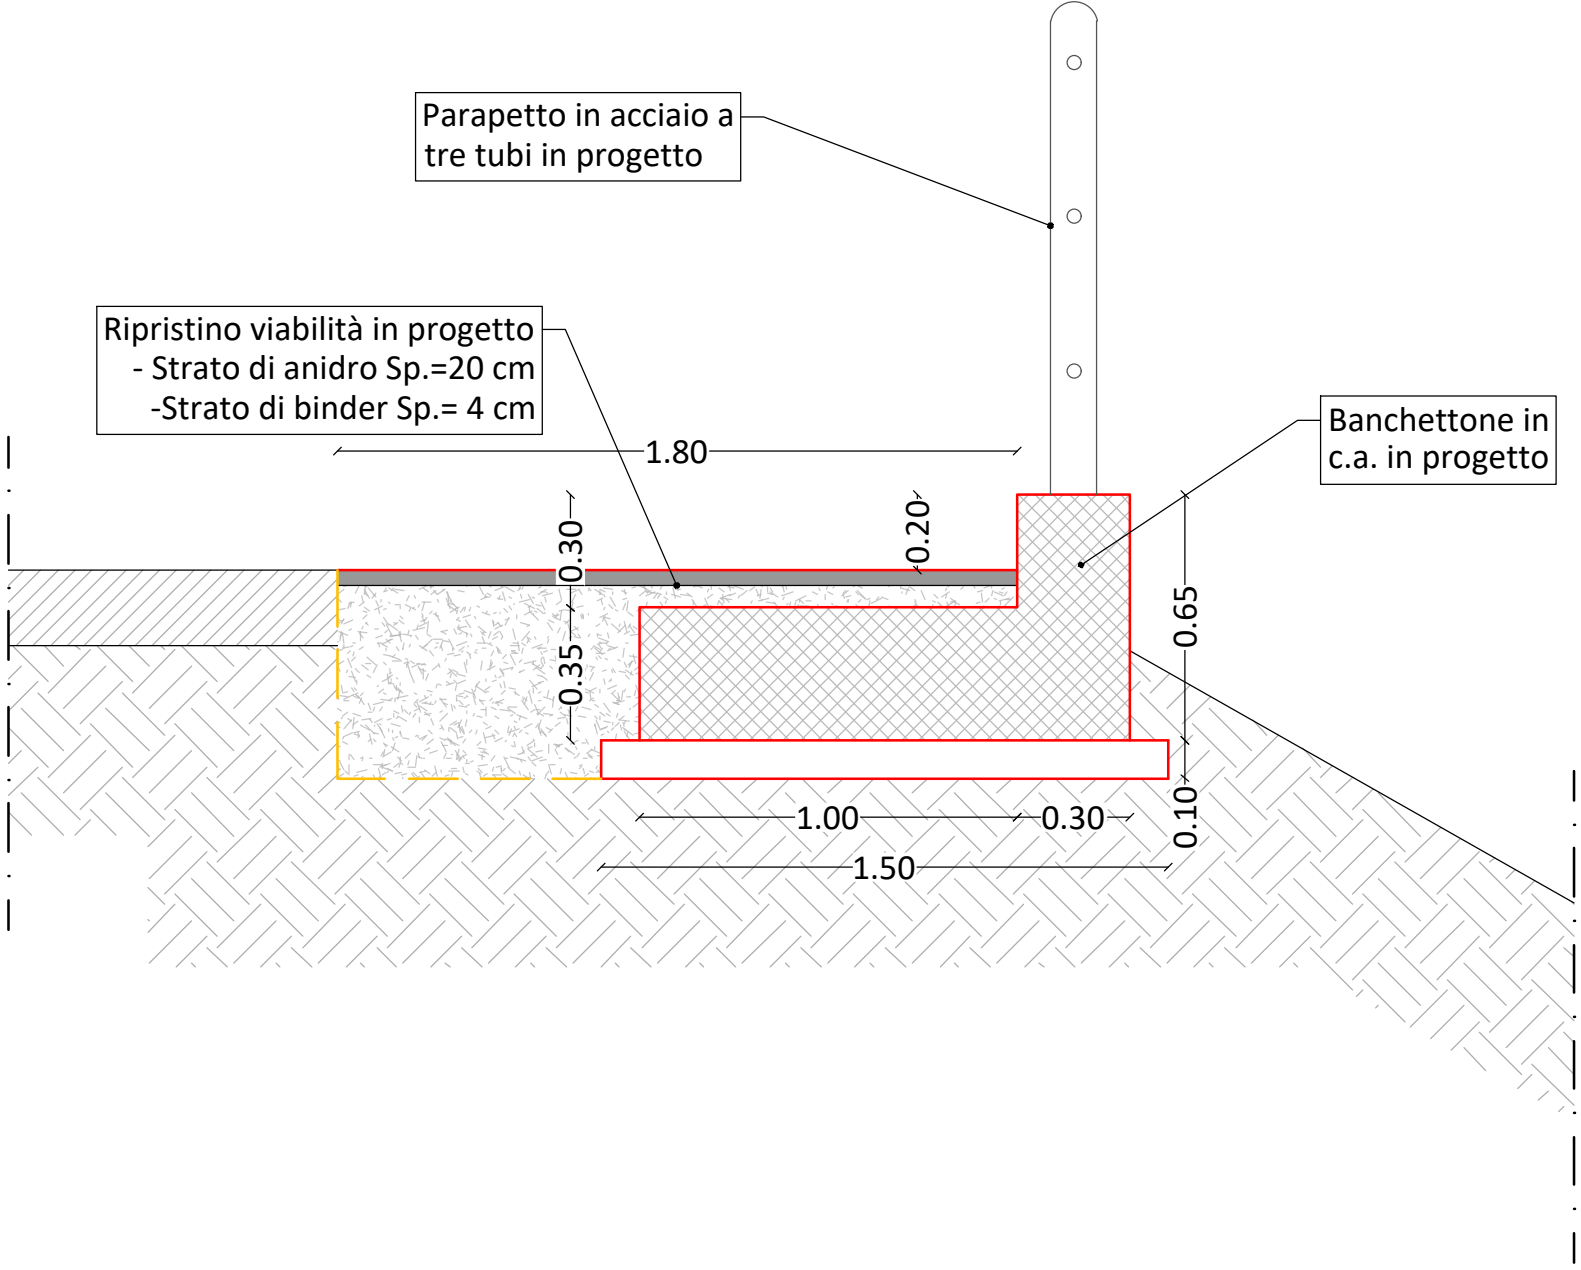 Parapetto in acciaio a
tre tubi in progetto
Ripristino viabilità in progetto
- Strato di anidro Sp.=20 cm
-Strato di binder Sp.= 4 cm
Banchettone in
c.a. in progetto
1.80
0.30
0.20
0.35
0.65
0.10
1.00
0.30
1.50